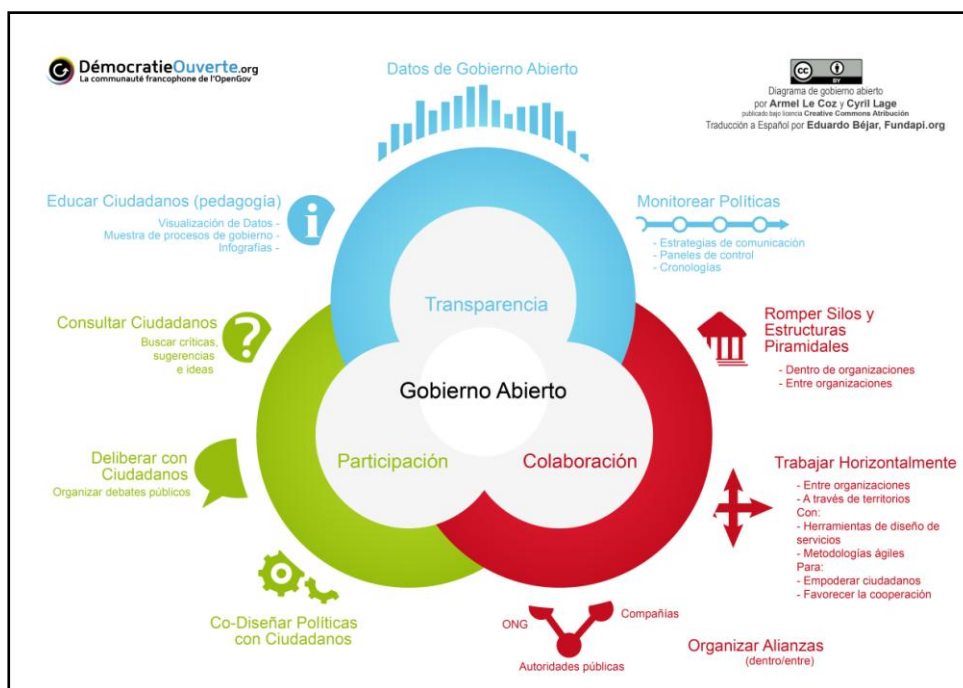 DémocratieOuverte.org
La communauté francophone de l'OpenGov
Datos de Gobierno Abierto
cc
BY
Diagrama de gobierno abierto
por Armel Le Coz y Cyril Lage
publicado bajo licencia Creative Commons Atribución
Traducción a Español por Eduardo Béjar, Fundapi.org
Educar Ciudadanos (pedagogía)
Visualización de Datos -
Muestra de procesos de gobierno -
Infografías -
i
Monitorear Políticas
- Estrategias de comunicación
- Paneles de control
- Cronologías
Transparencia
Consultar Ciudadanos
Buscar críticas,
sugerencias
e ideas
?
Romper Silos y
Estructuras
Piramidales
- Dentro de organizaciones
- Entre organizaciones
Gobierno Abierto
Participación
Colaboración
Deliberar con
Ciudadanos
Organizar debates públicos
Trabajar Horizontalmente
- Entre organizaciones
- A través de territorios
Con:
- Herramientas de diseño de
servicios
- Metodologías ágiles
Para:
- Empoderar ciudadanos
- Favorecer la cooperación
Co-Diseñar Políticas
con Ciudadanos
ONG
Compañías
Autoridades públicas
Organizar Alianzas
(dentro/entre)